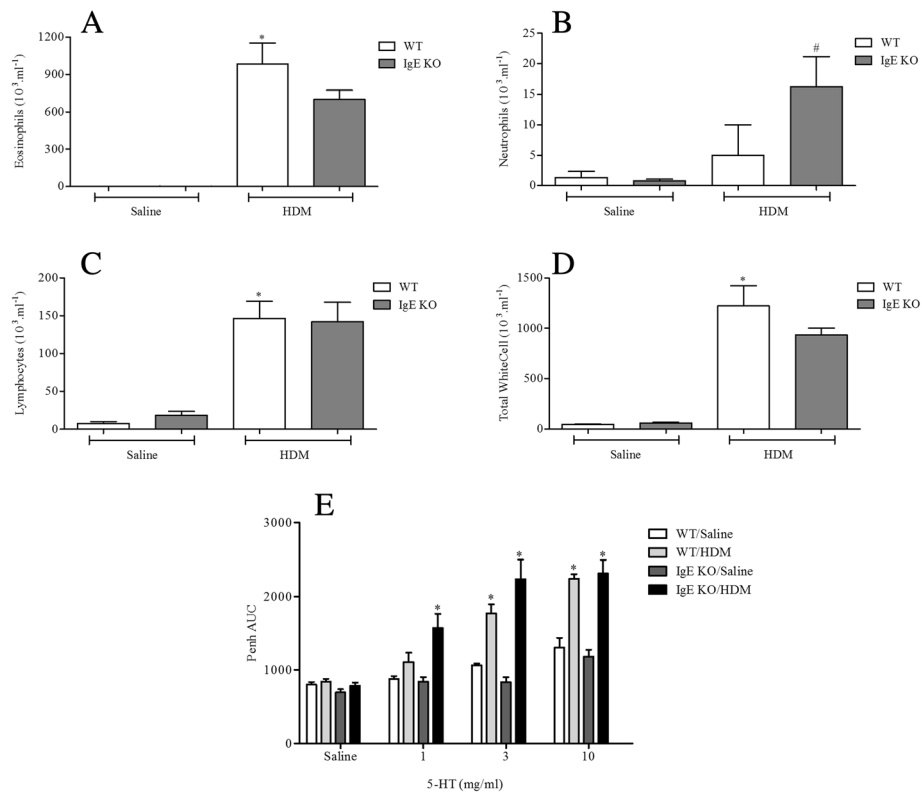 A
Eosinophils (10³.ml⁻¹)
1200
900
600
300
0
*
WT
IgE KO
Saline
HDM
B
Neutrophils (10³.ml⁻¹)
25
20
15
10
5
0
#
WT
IgE KO
Saline
HDM
C
Lymphocytes (10³.ml⁻¹)
200
150
100
50
0
*
WT
IgE KO
Saline
HDM
D
Total WhiteCell (10³.ml⁻¹)
1500
1000
500
0
*
WT
IgE KO
Saline
HDM
E
Penh AUC
3000
2000
1000
0
* * * * *
WT/Saline
WT/HDM
IgE KO/Saline
IgE KO/HDM
Saline 1 3 10
5-HT (mg/ml)